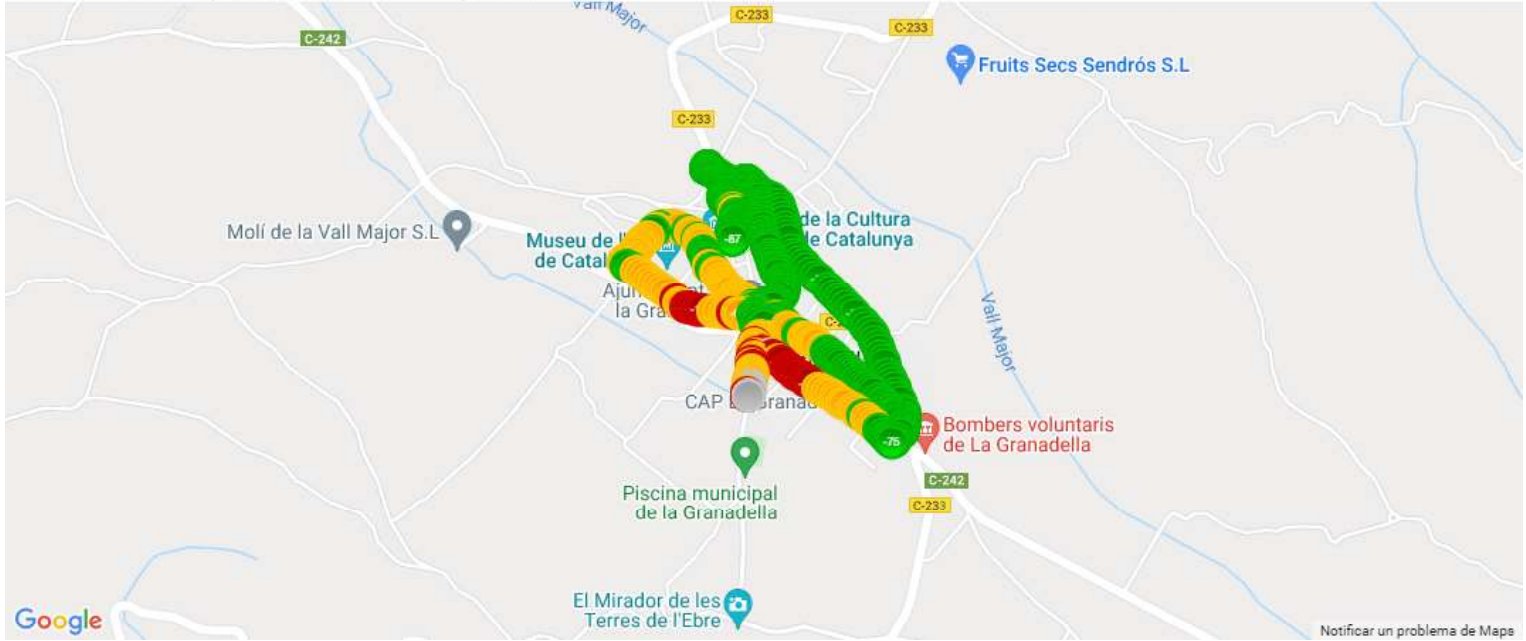 Vall Major
C-233
C-233
C-242
Fruits Secs Sendrós S.L
C-233
Molí de la Vall Major S.L
Museu de
de Catal
de la Cultura
de Catalunya
-87
la Gra
Vall Major
CAP
-75
Bombers voluntaris
de La Granadella
C-242
C-233
Piscina municipal
de la Granadella
El Mirador de les
Terres de l'Ebre
Google
Notificar un problema de Maps